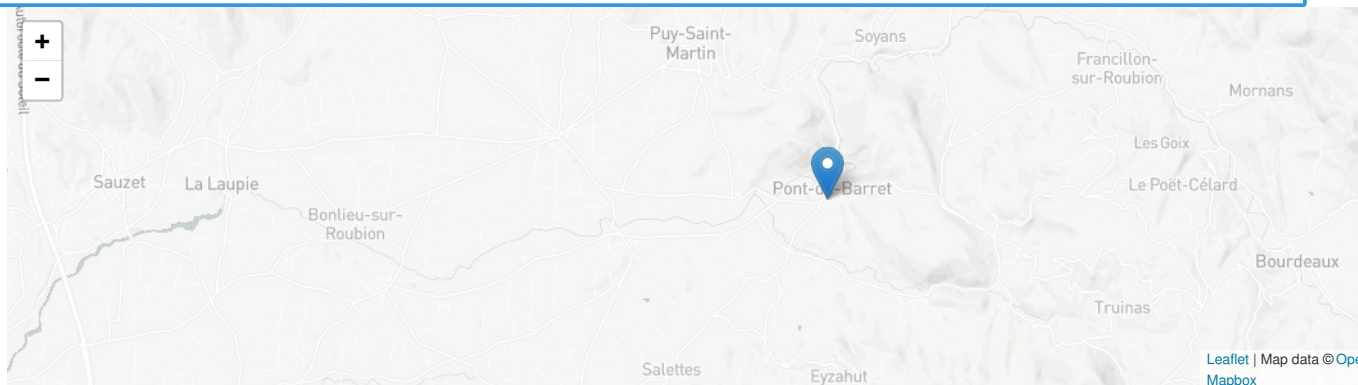 +
−
Puy-Saint-
Martin
Soyans
Francillon-
sur-Roubion
Mornans
Les Goix
Sauzet
La Laupie
Pont-de-Barret
Le Poët-Célard
Bonlieu-sur-
Roubion
Bourdeaux
Truinas
Salettes
Eyzahut
Leaflet | Map data © Ope
Mapbox